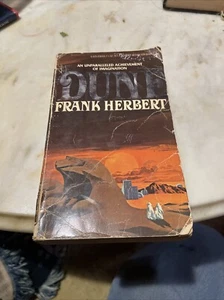 AN UNPARALLELED ACHIEVEMENT
OF IMAGINATION
DUNE
FRANK HERBERT